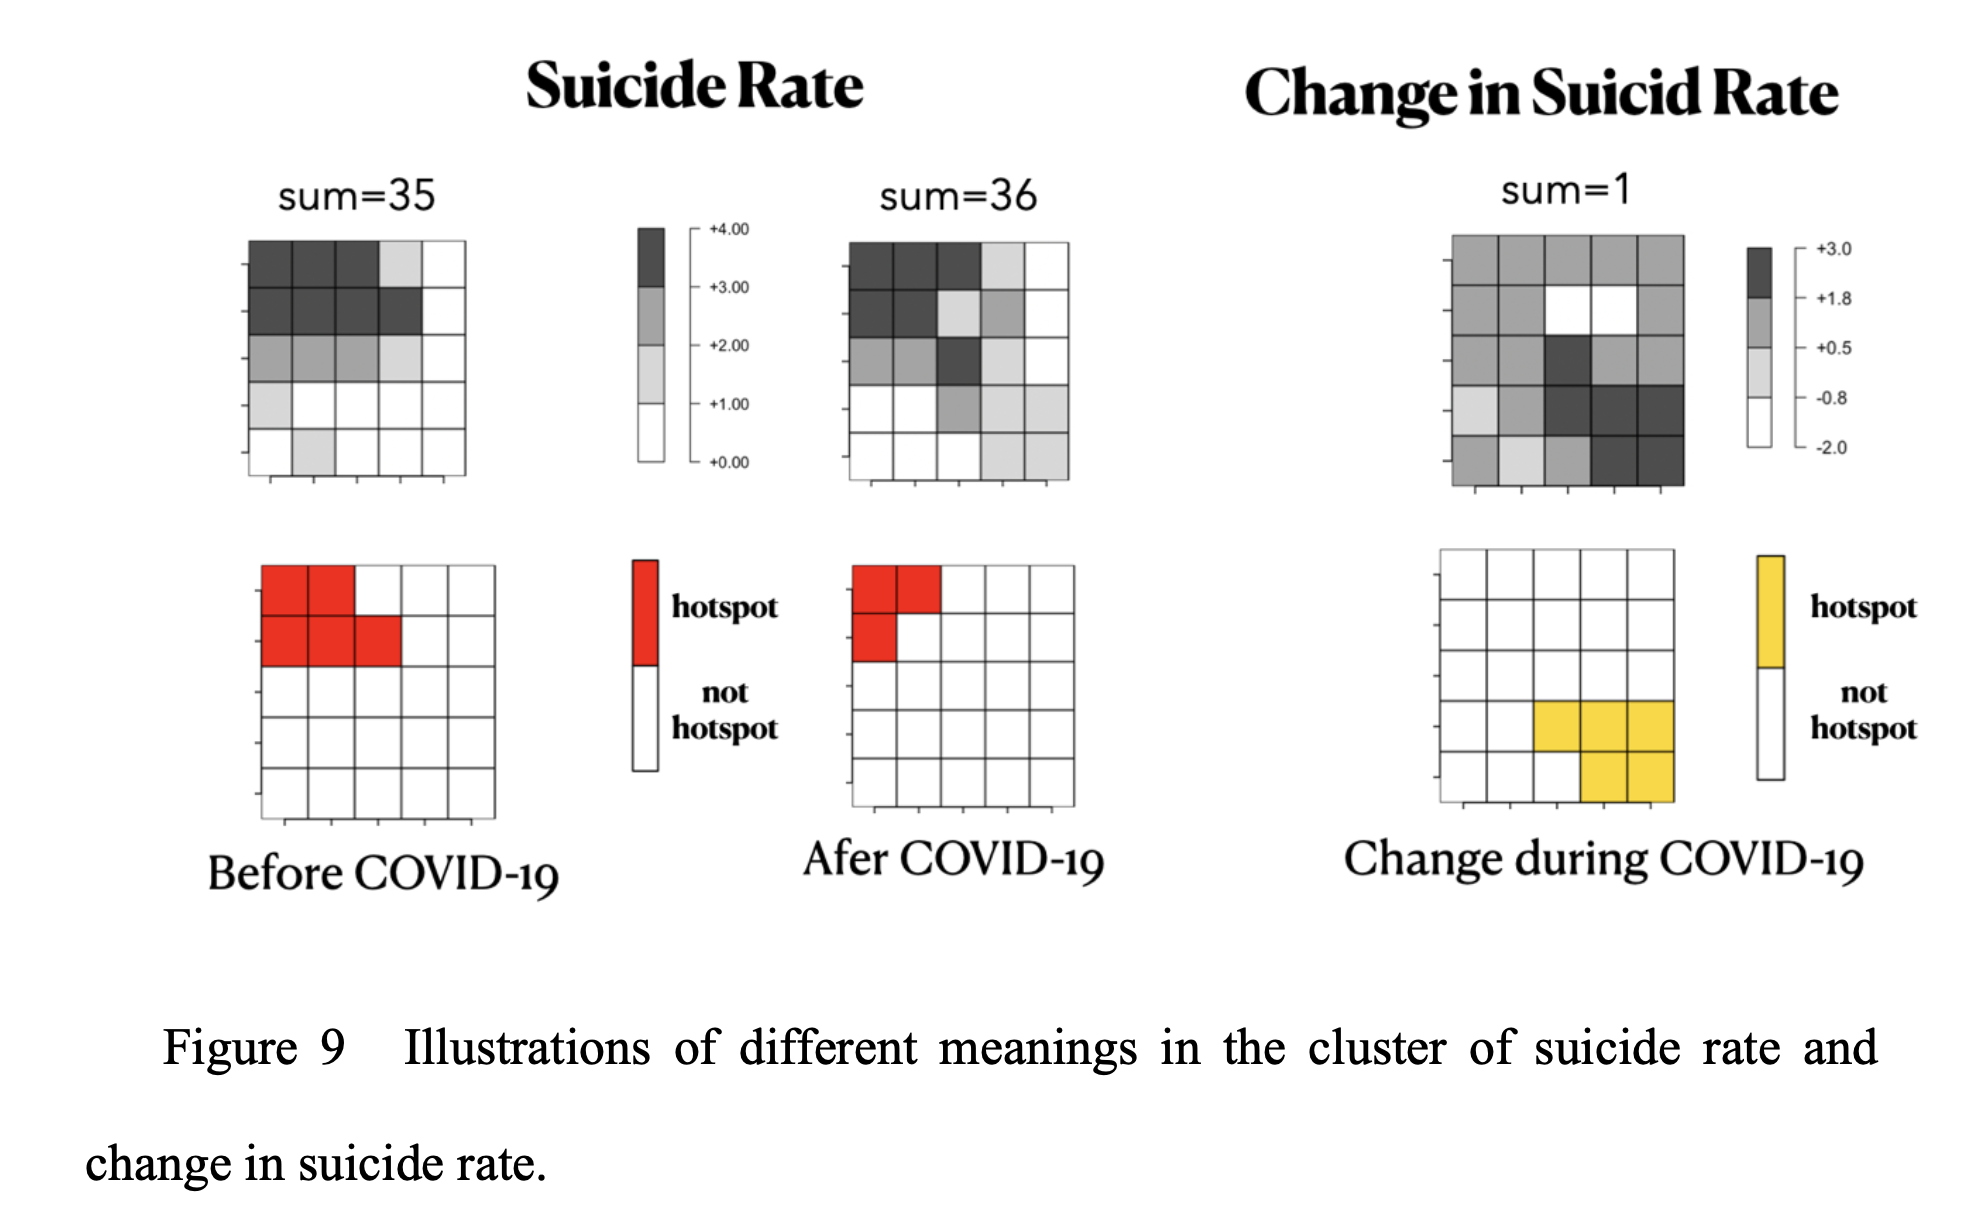 Suicide Rate
Change in Suicid Rate
sum=35
sum=36
sum=1
+4.00
+3.00
+2.00
+1.00
+0.00
+3.0
+1.8
+0.5
-0.8
-2.0
hotspot
not
hotspot
hotspot
not
hotspot
Before COVID-19
Afer COVID-19
Change during COVID-19
Figure 9 Illustrations of different meanings in the cluster of suicide rate and
change in suicide rate.